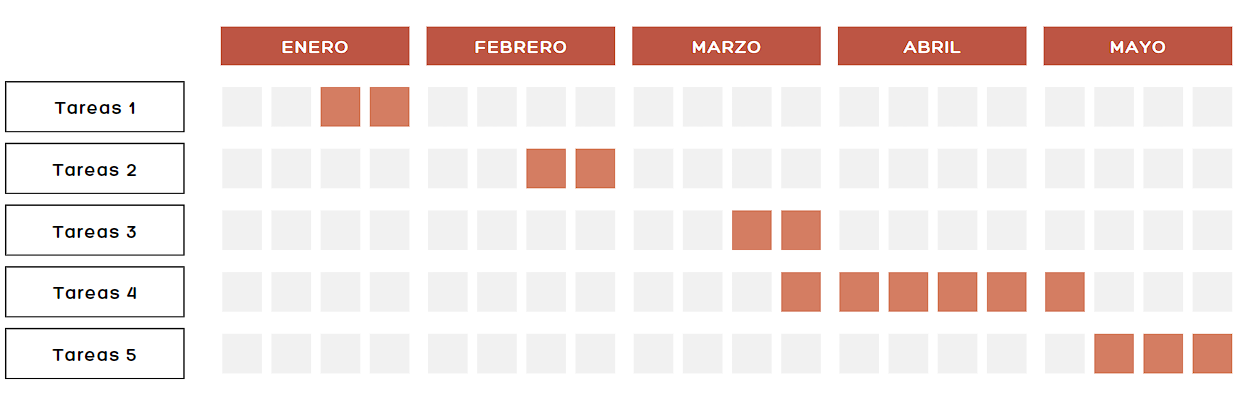 ENERO FEBRERO MARZO ABRIL MAYO
Tareas 1
Tareas 2
Tareas 3
Tareas 4
Tareas 5